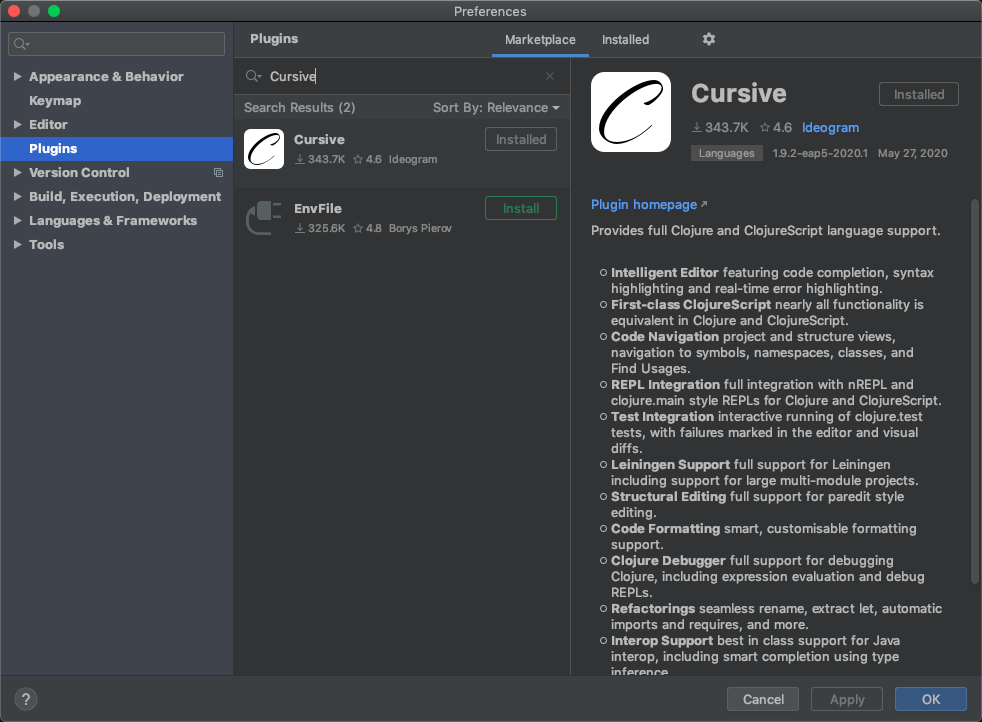 Preferences
Plugins
Marketplace
Installed
Appearance & Behavior
Keymap
Editor
Plugins
Version Control
Build, Execution, Deployment
Languages & Frameworks
Tools
Cursive
Search Results (2)
Sort By: Relevance
Cursive
343.7K 4.6 Ideogram
Installed
EnvFile
325.6K 4.8 Borys Pierov
Install
Cursive
Installed
343.7K 4.6 Ideogram
Languages 1.9.2-eap5-2020.1 May 27, 2020
Plugin homepage
Provides full Clojure and ClojureScript language support.
Intelligent Editor featuring code completion, syntax
highlighting and real-time error highlighting.
First-class ClojureScript nearly all functionality is
equivalent in Clojure and ClojureScript.
Code Navigation project and structure views,
navigation to symbols, namespaces, classes, and
Find Usages.
REPL Integration full integration with nREPL and
clojure.main style REPLs for Clojure and ClojureScript.
Test Integration interactive running of clojure.test
tests, with failures marked in the editor and visual
diffs.
Leiningen Support full support for Leiningen
including support for large multi-module projects.
Structural Editing full support for paredit style
editing.
Code Formatting smart, customisable formatting
support.
Clojure Debugger full support for debugging
Clojure, including expression evaluation and debug
REPLs.
Refactorings seamless rename, extract let, automatic
imports and requires, and more.
Interop Support best in class support for Java
interop, including smart completion using type
inference.
?
Cancel
Apply
OK